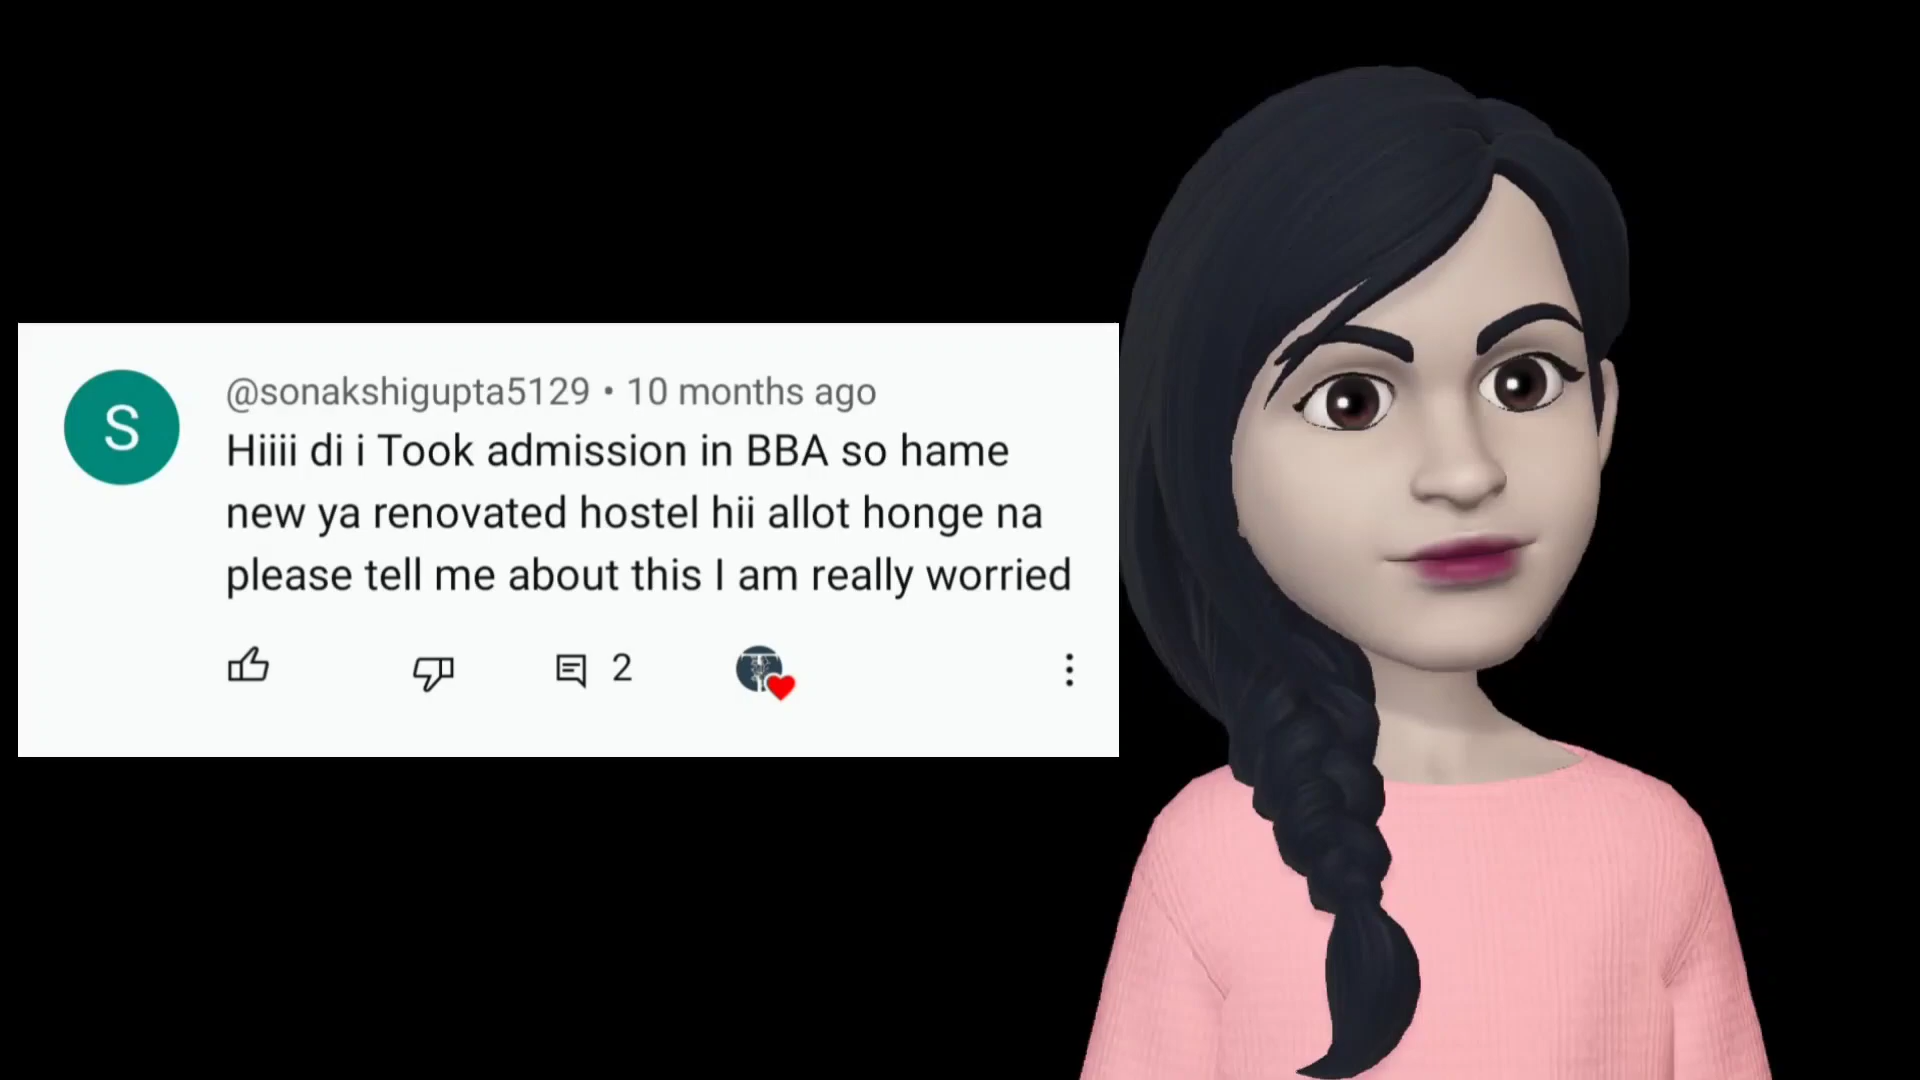 S
@sonakshigupta5129 • 10 months ago
Hiiii di i Took admission in BBA so hame
new ya renovated hostel hii allot honge na
please tell me about this I am really worried
2